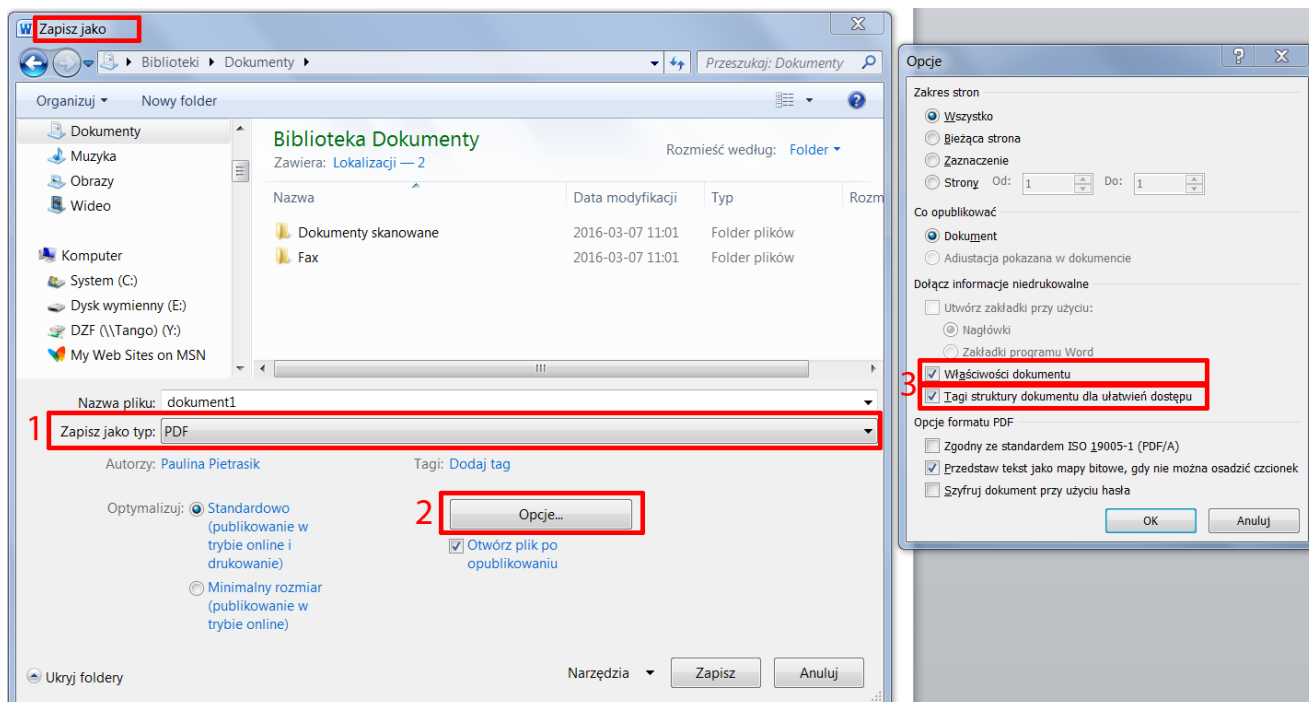 Zapisz jako
Biblioteki
Dokumenty
Przeszukaj: Dokumenty
Organizuj
Nowy folder
Dokumenty
Muzyka
Obrazy
Wideo
Komputer
System (C:)
Dysk wymienny (E:)
DZF (\\Tango) (Y:)
My Web Sites on MSN
Biblioteka Dokumenty
Zawiera: Lokalizacji — 2
Rozmieść według: Folder
Nazwa Data modyfikacji Typ Rozm
Dokumenty skanowane 2016-03-07 11:01 Folder plików
Fax 2016-03-07 11:01 Folder plików
Nazwa pliku: dokument1
1 Zapisz jako typ: PDF
Autorzy: Paulina Pietrasik Tagi: Dodaj tag
Optymalizuj: Standardowo
(publikowanie w
trybie online i
drukowanie)
Minimalny rozmiar
(publikowanie w
trybie online)
2 Opcje...
Otwórz plik po
opublikowaniu
Ukryj foldery
Narzędzia Zapisz Anuluj
Opcje
Zakres stron
Wszystko
Bieżąca strona
Zaznaczenie
Strony Od: 1 Do: 1
Co opublikować
Dokument
Adiustacja pokazana w dokumencie
Dołącz informacje niedrukowalne
Utwórz zakładki przy użyciu:
Nagłówki
Zakładki programu Word
3 Właściwości dokumentu
Tagi struktury dokumentu dla ułatwień dostępu
Opcje formatu PDF
Zgodny ze standardem ISO 19005-1 (PDF/A)
Przedstaw tekst jako mapy bitowe, gdy nie można osadzić czcionek
Szyfruj dokument przy użyciu hasła
OK Anuluj